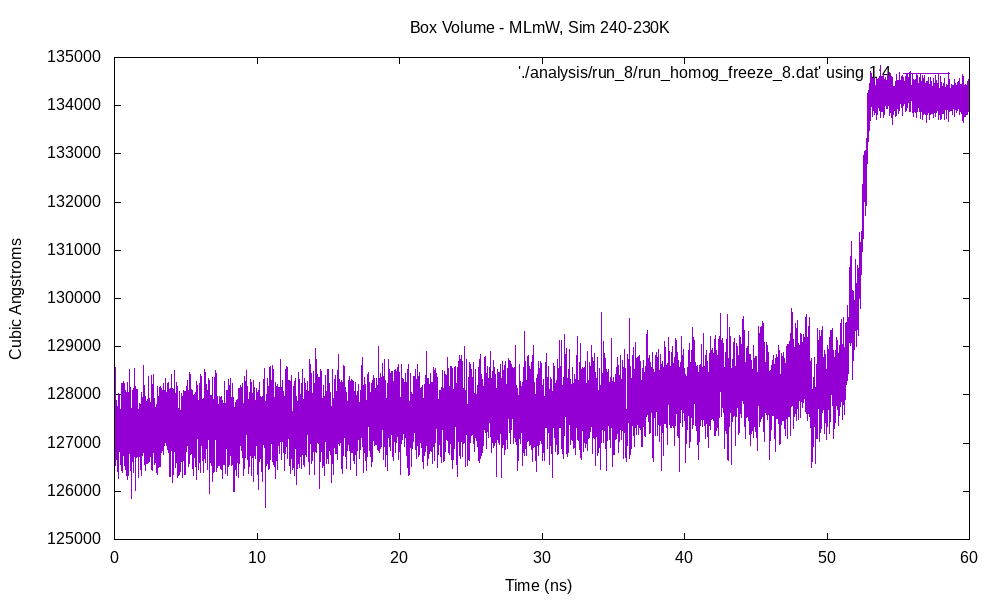 Box Volume - MLmW, Sim 240-230K
135000
'./analysis/run_8/run_homog_freeze_8.dat' using 1:4
134000
133000
132000
131000
130000
129000
128000
127000
126000
125000
Cubic Angstroms
0 10 20 30 40 50 60
Time (ns)